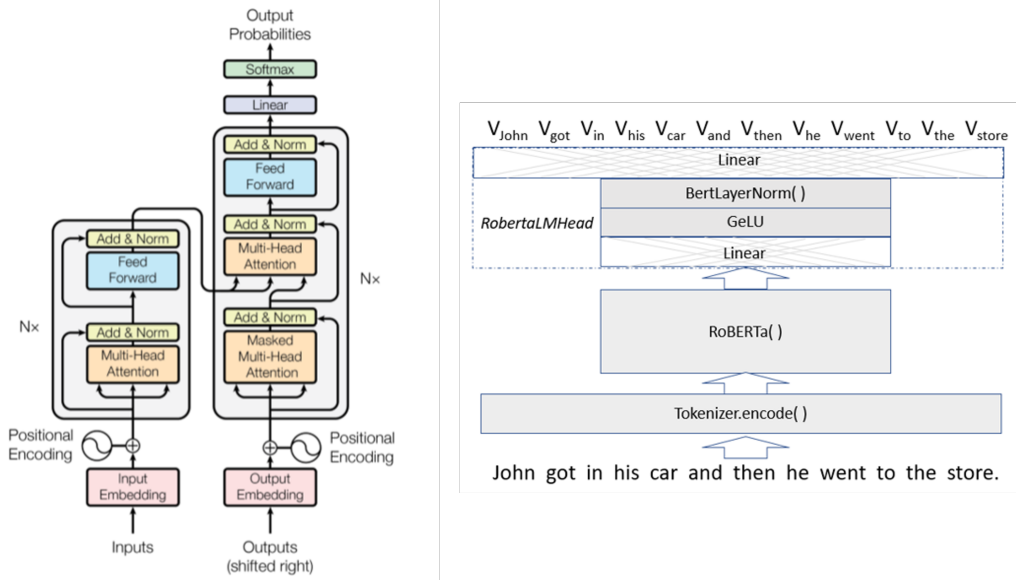 Output
Probabilities
Softmax
Linear
Add & Norm
Feed
Forward
Add & Norm
Multi-Head
Attention
Add & Norm
Masked
Multi-Head
Attention
Nx
Positional
Encoding
Output
Embedding
Outputs
(shifted right)
Add & Norm
Feed
Forward
Nx
Add & Norm
Multi-Head
Attention
Positional
Encoding
Input
Embedding
Inputs
VJohn Vgot Vin Vhis Vcar Vand Vthen Vhe Vwent Vto Vthe Vstore
Linear
BertLayerNorm( )
RobertaLMHead
GeLU
Linear
RoBERTa( )
Tokenizer.encode( )
John got in his car and then he went to the store.